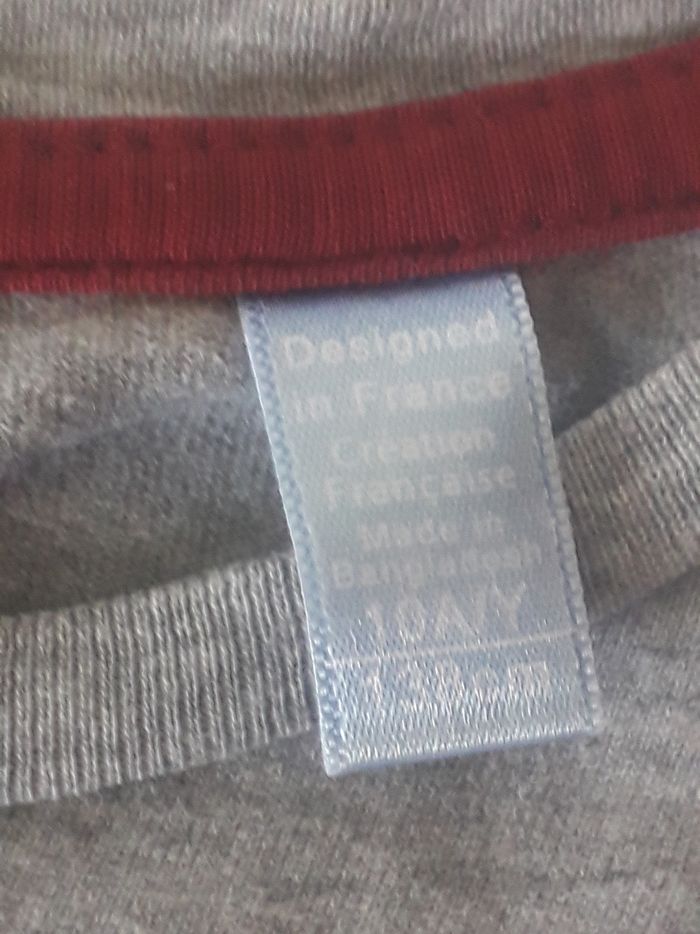 Designed
in France
Création
Française
Made in
Bangladesh
10A/Y
138cm